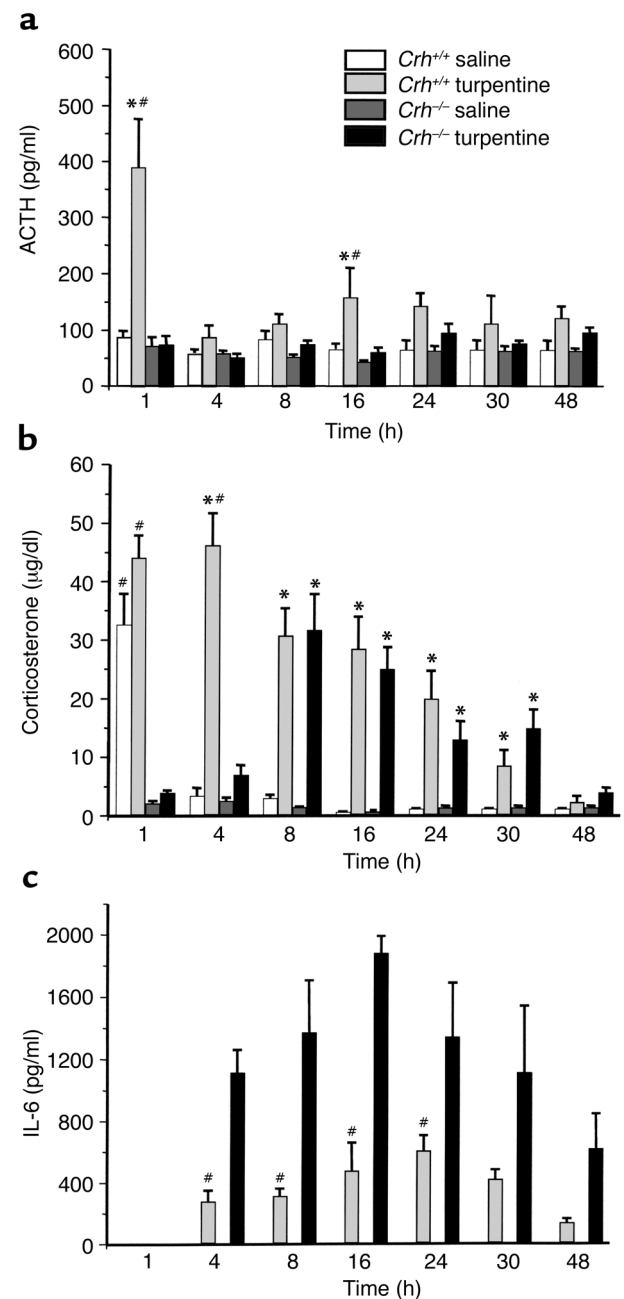 a
600
500
400
300
200
100
0
ACTH (pg/ml)
Crh+/+ saline
Crh+/+ turpentine
Crh–/– saline
Crh–/– turpentine
*#
*#
1 4 8 16 24 30 48
Time (h)
b
60
50
40
30
20
10
0
Corticosterone (μg/dl)
#
#
*#
*
*
*
*
*
*
*
*
1 4 8 16 24 30 48
Time (h)
c
2000
1600
1200
800
400
0
IL-6 (pg/ml)
#
#
#
#
1 4 8 16 24 30 48
Time (h)